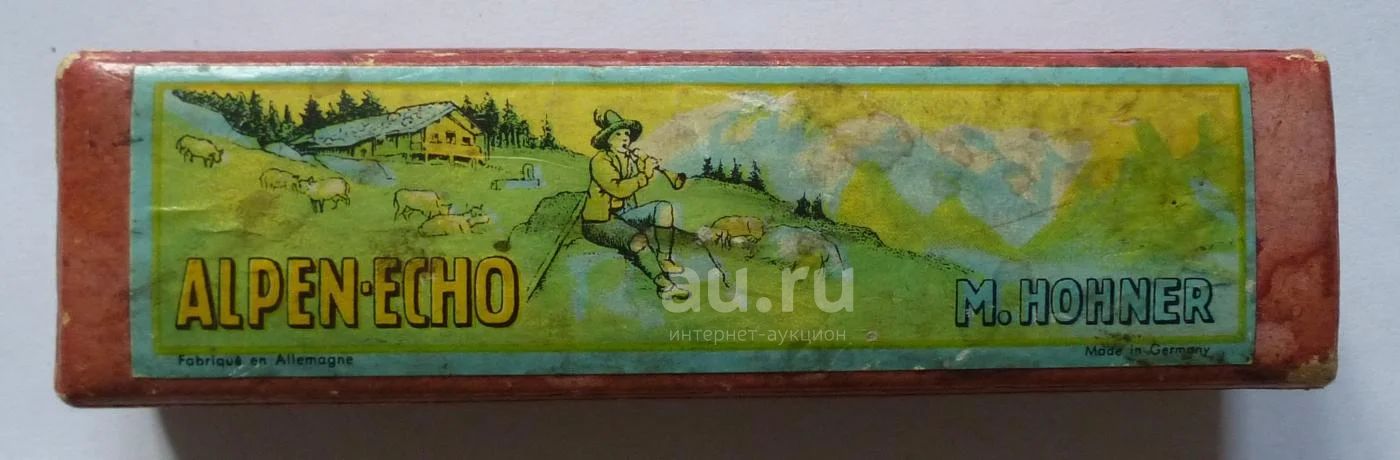 ALPEN-ECHO
M. HOHNER
Fabriqué en Allemagne
Made in Germany
au.ru
интернет-аукцион